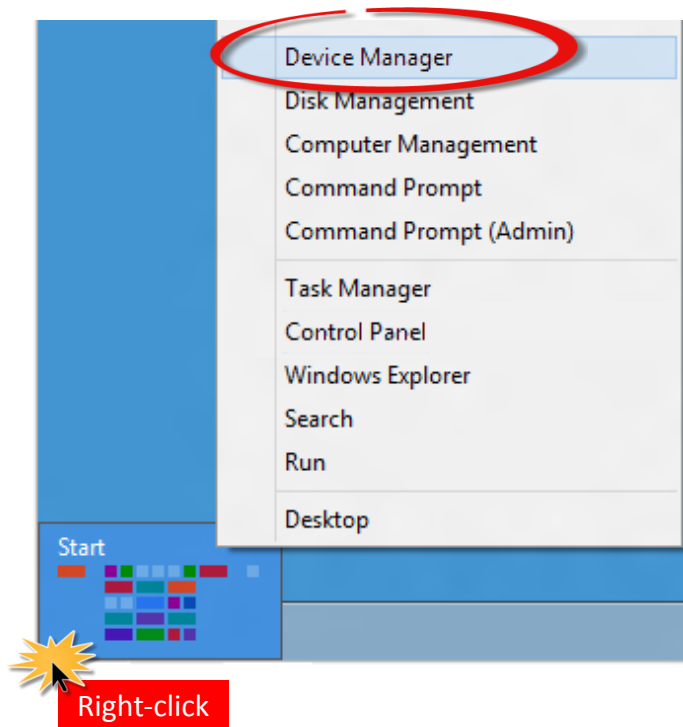 Device Manager
Disk Management
Computer Management
Command Prompt
Command Prompt (Admin)
Task Manager
Control Panel
Windows Explorer
Search
Run
Desktop
Start
Right-click